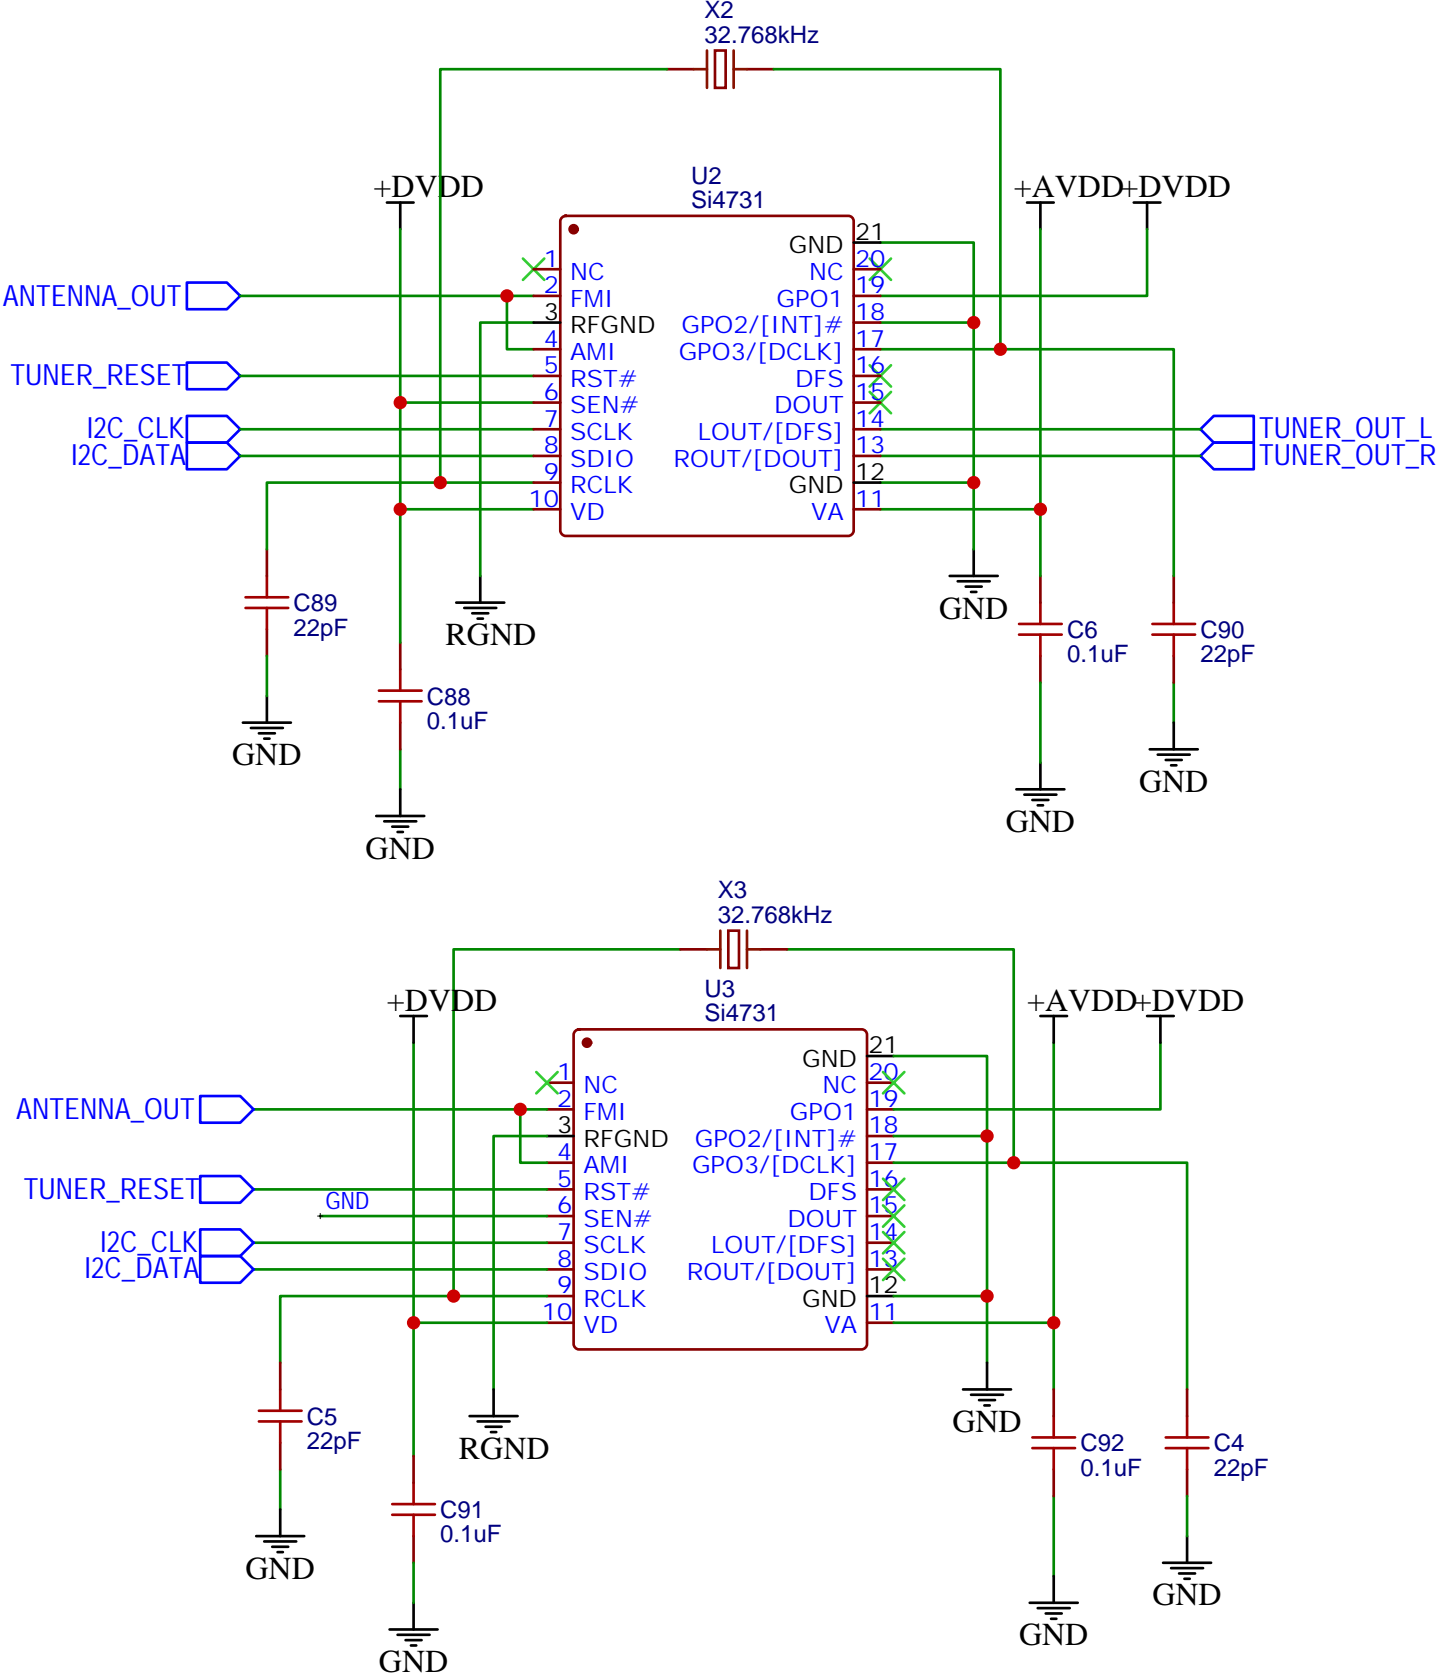 X2
32.768kHz
+DVDD
U2
Si4731
+AVDD
+DVDD
ANTENNA_OUT
TUNER_RESET
I2C_CLK
I2C_DATA
1 NC
2 FMI
3 RFGND
4 AMI
5 RST#
6 SEN#
7 SCLK
8 SDIO
9 RCLK
10 VD
GND 21
NC 20
GPO1 19
GPO2/[INT]# 18
GPO3/[DCLK] 17
DFS 16
DOUT 15
LOUT/[DFS] 14
ROUT/[DOUT] 13
GND 12
VA 11
TUNER_OUT_L
TUNER_OUT_R
C89
22pF
GND
RGND
C88
0.1uF
GND
GND
C6
0.1uF
GND
C90
22pF
GND
X3
32.768kHz
+DVDD
U3
Si4731
+AVDD
+DVDD
ANTENNA_OUT
TUNER_RESET
GND
I2C_CLK
I2C_DATA
1 NC
2 FMI
3 RFGND
4 AMI
5 RST#
6 SEN#
7 SCLK
8 SDIO
9 RCLK
10 VD
GND 21
NC 20
GPO1 19
GPO2/[INT]# 18
GPO3/[DCLK] 17
DFS 16
DOUT 15
LOUT/[DFS] 14
ROUT/[DOUT] 13
GND 12
VA 11
C5
22pF
GND
RGND
C91
0.1uF
GND
GND
C92
0.1uF
GND
C4
22pF
GND